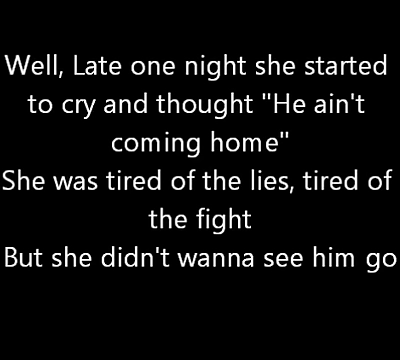 Well, Late one night she started
to cry and thought "He ain't
coming home"
She was tired of the lies, tired of
the fight
But she didn't wanna see him go